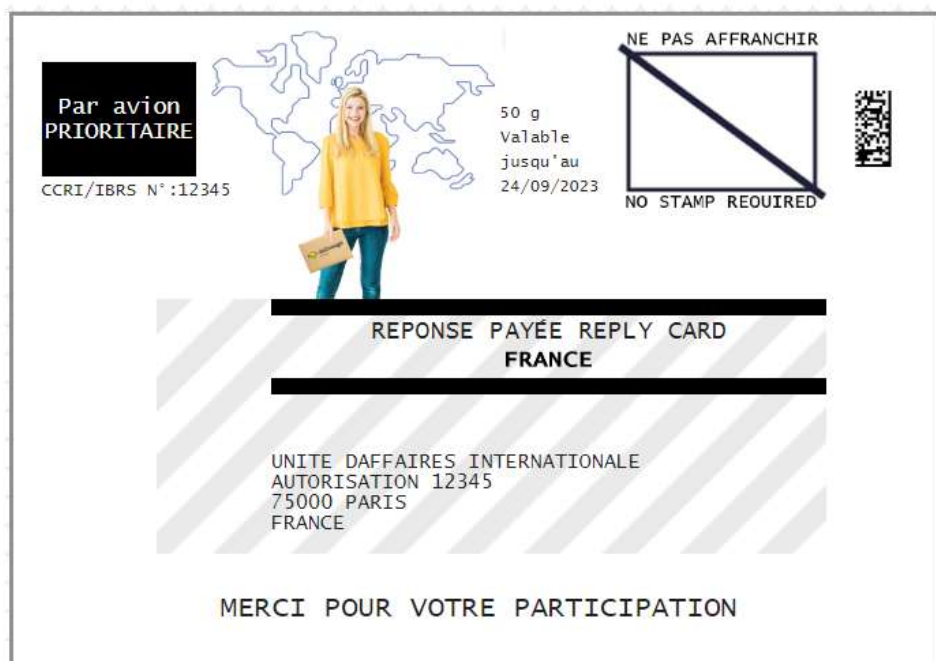 NE PAS AFFRANCHIR
Par avion
PRIORITAIRE
CCRI/IBRS N°:12345
50 g
Valable
jusqu'au
24/09/2023
NO STAMP REQUIRED
REPONSE PAYÉE REPLY CARD
FRANCE
UNITE DAFFAIRES INTERNATIONALE
AUTORISATION 12345
75000 PARIS
FRANCE
MERCI POUR VOTRE PARTICIPATION